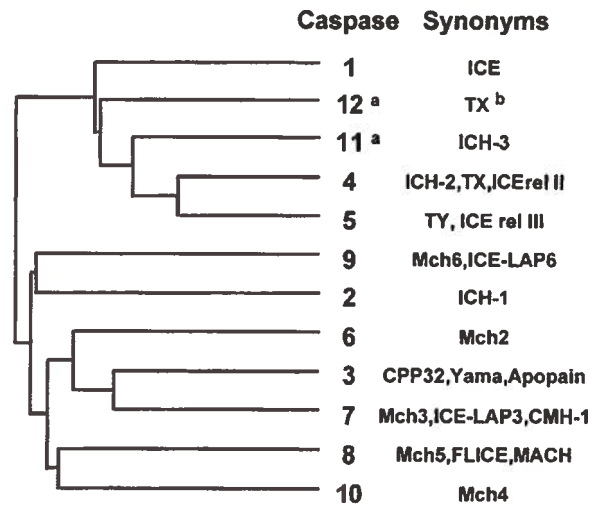 Caspase Synonyms
1 ICE
12 a TX b
11 a ICH-3
4 ICH-2,TX,ICErel II
5 TY, ICE rel III
9 Mch6,ICE-LAP6
2 ICH-1
6 Mch2
3 CPP32,Yama,Apopain
7 Mch3,ICE-LAP3,CMH-1
8 Mch5,FLICE,MACH
10 Mch4